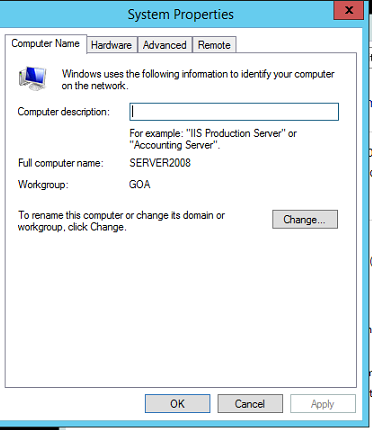 System Properties
x
Computer Name Hardware Advanced Remote
Windows uses the following information to identify your computer
on the network.
Computer description:
For example: "IIS Production Server" or
"Accounting Server".
Full computer name: SERVER2008
Workgroup: GOA
To rename this computer or change its domain or
workgroup, click Change.
Change...
OK Cancel Apply